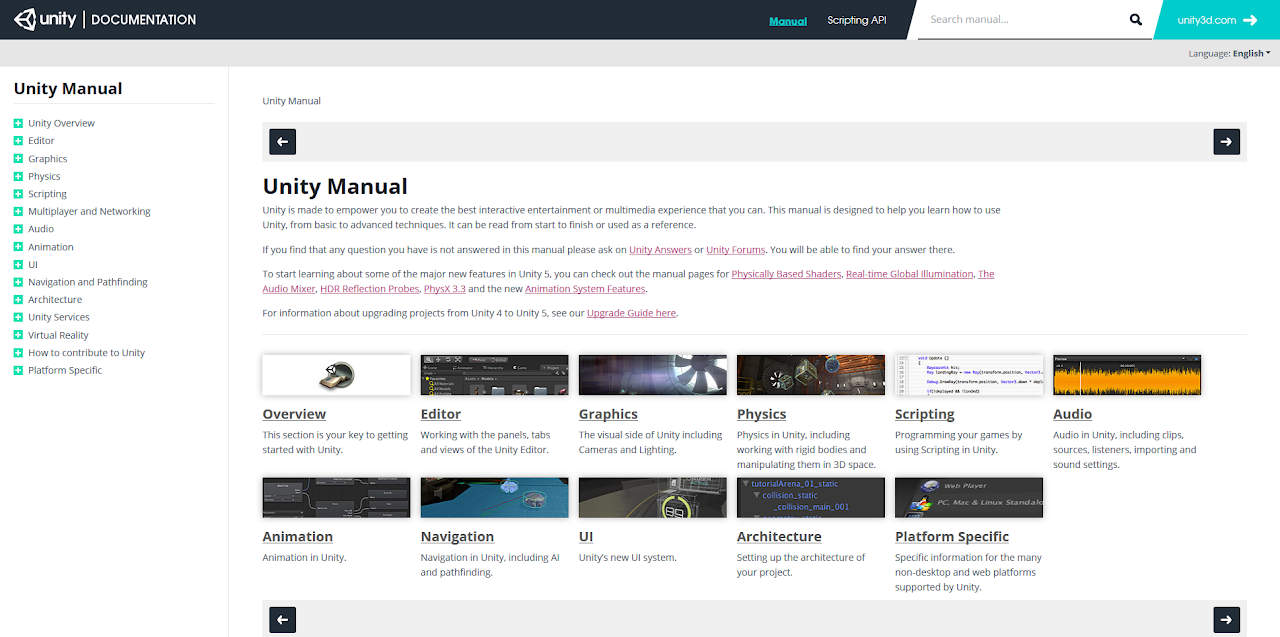 unity | DOCUMENTATION
Manual
Scripting API
Search manual...
unity3d.com
Language: English
Unity Manual
Unity Overview
Editor
Graphics
Physics
Scripting
Multiplayer and Networking
Audio
Animation
UI
Navigation and Pathfinding
Architecture
Unity Services
Virtual Reality
How to contribute to Unity
Platform Specific
Unity Manual
Unity Manual
Unity is made to empower you to create the best interactive entertainment or multimedia experience that you can. This manual is designed to help you learn how to use
Unity, from basic to advanced techniques. It can be read from start to finish or used as a reference.
If you find that any question you have is not answered in this manual please ask on Unity Answers or Unity Forums. You will be able to find your answer there.
To start learning about some of the major new features in Unity 5, you can check out the manual pages for Physically Based Shaders, Real-time Global Illumination, The
Audio Mixer, HDR Reflection Probes, PhysX 3.3 and the new Animation System Features.
For information about upgrading projects from Unity 4 to Unity 5, see our Upgrade Guide here.
void Update () {
Overview
This section is your key to getting
started with Unity.
Editor
Working with the panels, tabs
and views of the Unity Editor.
Graphics
The visual side of Unity including
Cameras and Lighting.
Physics
Physics in Unity, including
working with rigid bodies and
manipulating them in 3D space.
Scripting
Programming your games by
using Scripting in Unity.
Audio
Audio in Unity, including clips,
sources, listeners, importing and
sound settings.
tutorialArena_01_static
collision_static
_collision_main_001
Web Player
PC, Mac & Linux Standalo
Animation
Animation in Unity.
Navigation
Navigation in Unity, including AI
and pathfinding.
UI
Unity's new UI system.
Architecture
Setting up the architecture of
your project.
Platform Specific
Specific information for the many
non-desktop and web platforms
supported by Unity.